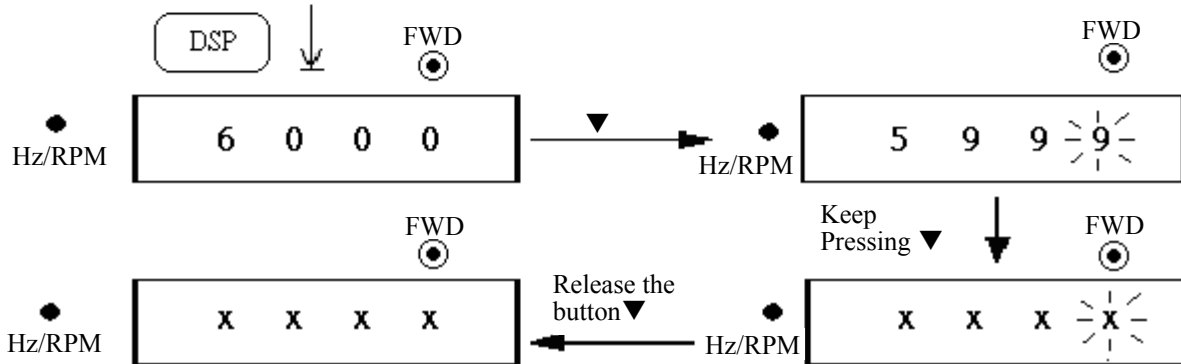 DSP
FWD
6 0 0 0
Hz/RPM
▼
FWD
5 9 9 9
Hz/RPM
Keep
Pressing ▼
FWD
x x x x
Hz/RPM
Release the
button▼
FWD
x x x x
Hz/RPM